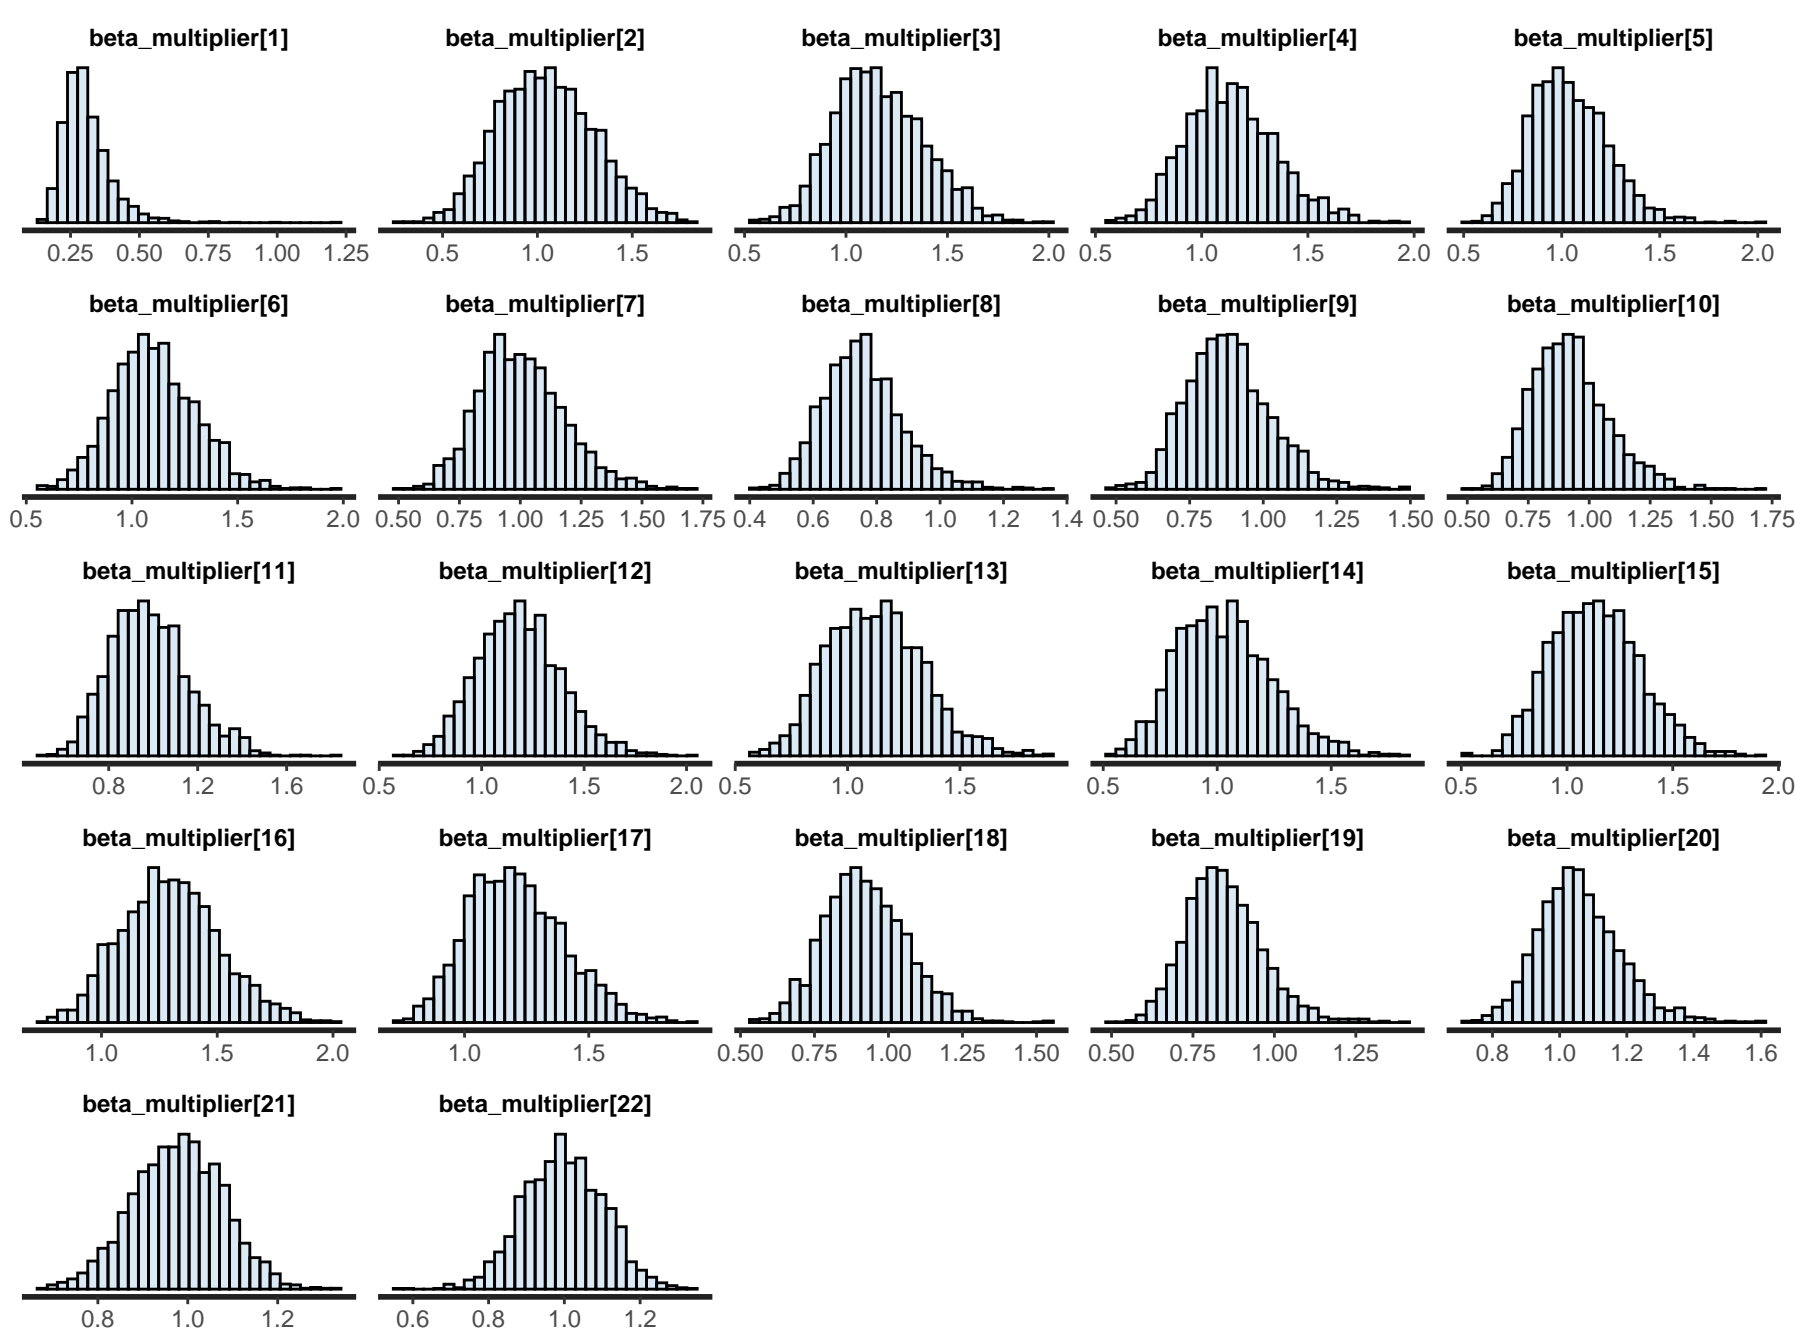 beta_multiplier[1] beta_multiplier[2] beta_multiplier[3] beta_multiplier[4] beta_multiplier[5]
0.25 0.50 0.75 1.00 1.25 0.5 1.0 1.5 0.5 1.0 1.5 2.0 0.5 1.0 1.5 2.0 0.5 1.0 1.5 2.0
beta_multiplier[6] beta_multiplier[7] beta_multiplier[8] beta_multiplier[9] beta_multiplier[10]
0.5 1.0 1.5 2.0 0.50 0.75 1.00 1.25 1.50 1.75 0.4 0.6 0.8 1.0 1.2 1.4 0.50 0.75 1.00 1.25 1.50 0.50 0.75 1.00 1.25 1.50 1.75
beta_multiplier[11] beta_multiplier[12] beta_multiplier[13] beta_multiplier[14] beta_multiplier[15]
0.8 1.2 1.6 0.5 1.0 1.5 2.0 0.5 1.0 1.5 0.5 1.0 1.5 0.5 1.0 1.5 2.0
beta_multiplier[16] beta_multiplier[17] beta_multiplier[18] beta_multiplier[19] beta_multiplier[20]
1.0 1.5 2.0 1.0 1.5 0.50 0.75 1.00 1.25 1.50 0.50 0.75 1.00 1.25 0.8 1.0 1.2 1.4 1.6
beta_multiplier[21] beta_multiplier[22]
0.8 1.0 1.2 0.6 0.8 1.0 1.2